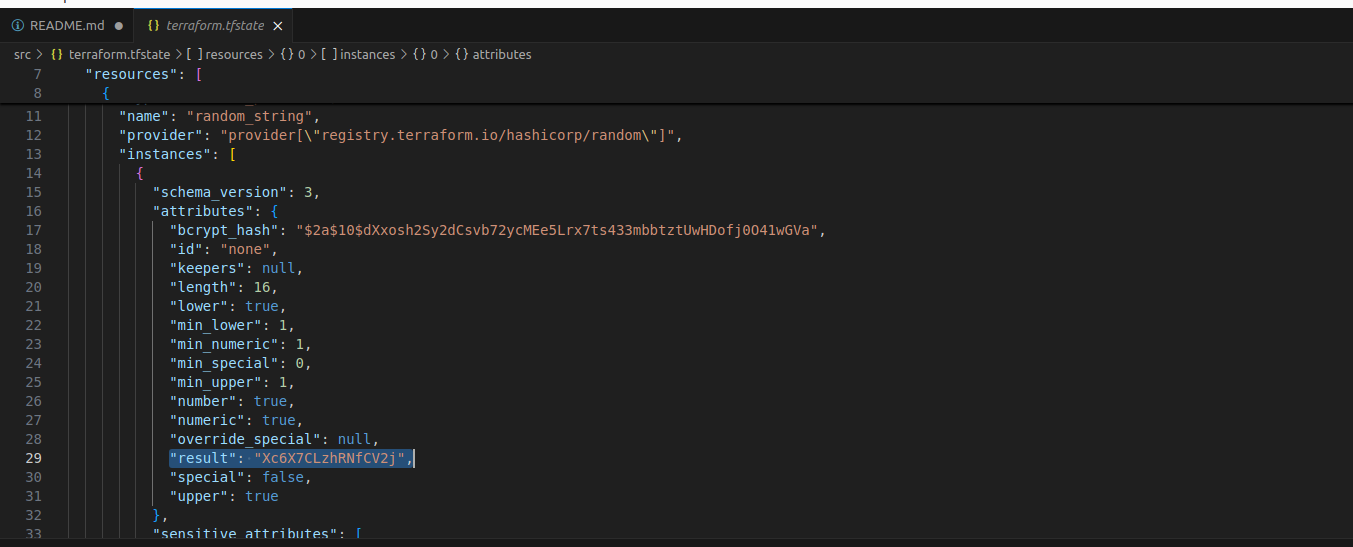 README.md
terraform.tfstate
src > terraform.tfstate > [ ] resources > {} 0 > [ ] instances > {} 0 > {} attributes
7 "resources": [
8 {
11 "name": "random_string",
12 "provider": "provider[\"registry.terraform.io/hashicorp/random\"]",
13 "instances": [
14 {
15 "schema_version": 3,
16 "attributes": {
17 "bcrypt_hash": "$2a$10$dXxosh2Sy2dCsvb72ycMEe5Lrx7ts433mbbtztUwHDofj0O41wGVa",
18 "id": "none",
19 "keepers": null,
20 "length": 16,
21 "lower": true,
22 "min_lower": 1,
23 "min_numeric": 1,
24 "min_special": 0,
25 "min_upper": 1,
26 "number": true,
27 "numeric": true,
28 "override_special": null,
29 "result": "Xc6X7CLzhRNfCV2j",
30 "special": false,
31 "upper": true
32 },
33 "sensitive_attributes": [